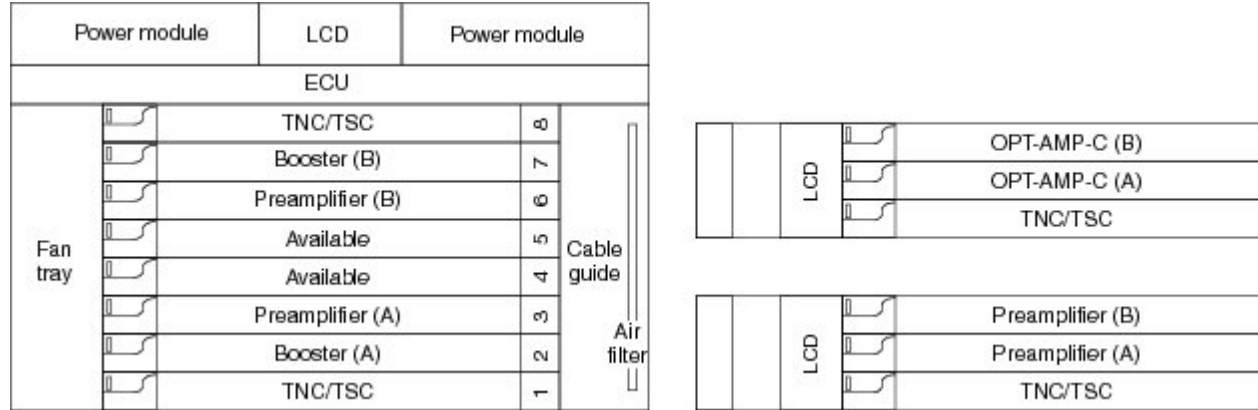 Power module
LCD
Power module
ECU
TNC/TSC
8
Booster (B)
7
Preamplifier (B)
6
Available
5
Available
4
Preamplifier (A)
3
Booster (A)
2
TNC/TSC
1
Fan
tray
Cable
guide
Air
filter
LCD
OPT-AMP-C (B)
OPT-AMP-C (A)
TNC/TSC
LCD
Preamplifier (B)
Preamplifier (A)
TNC/TSC